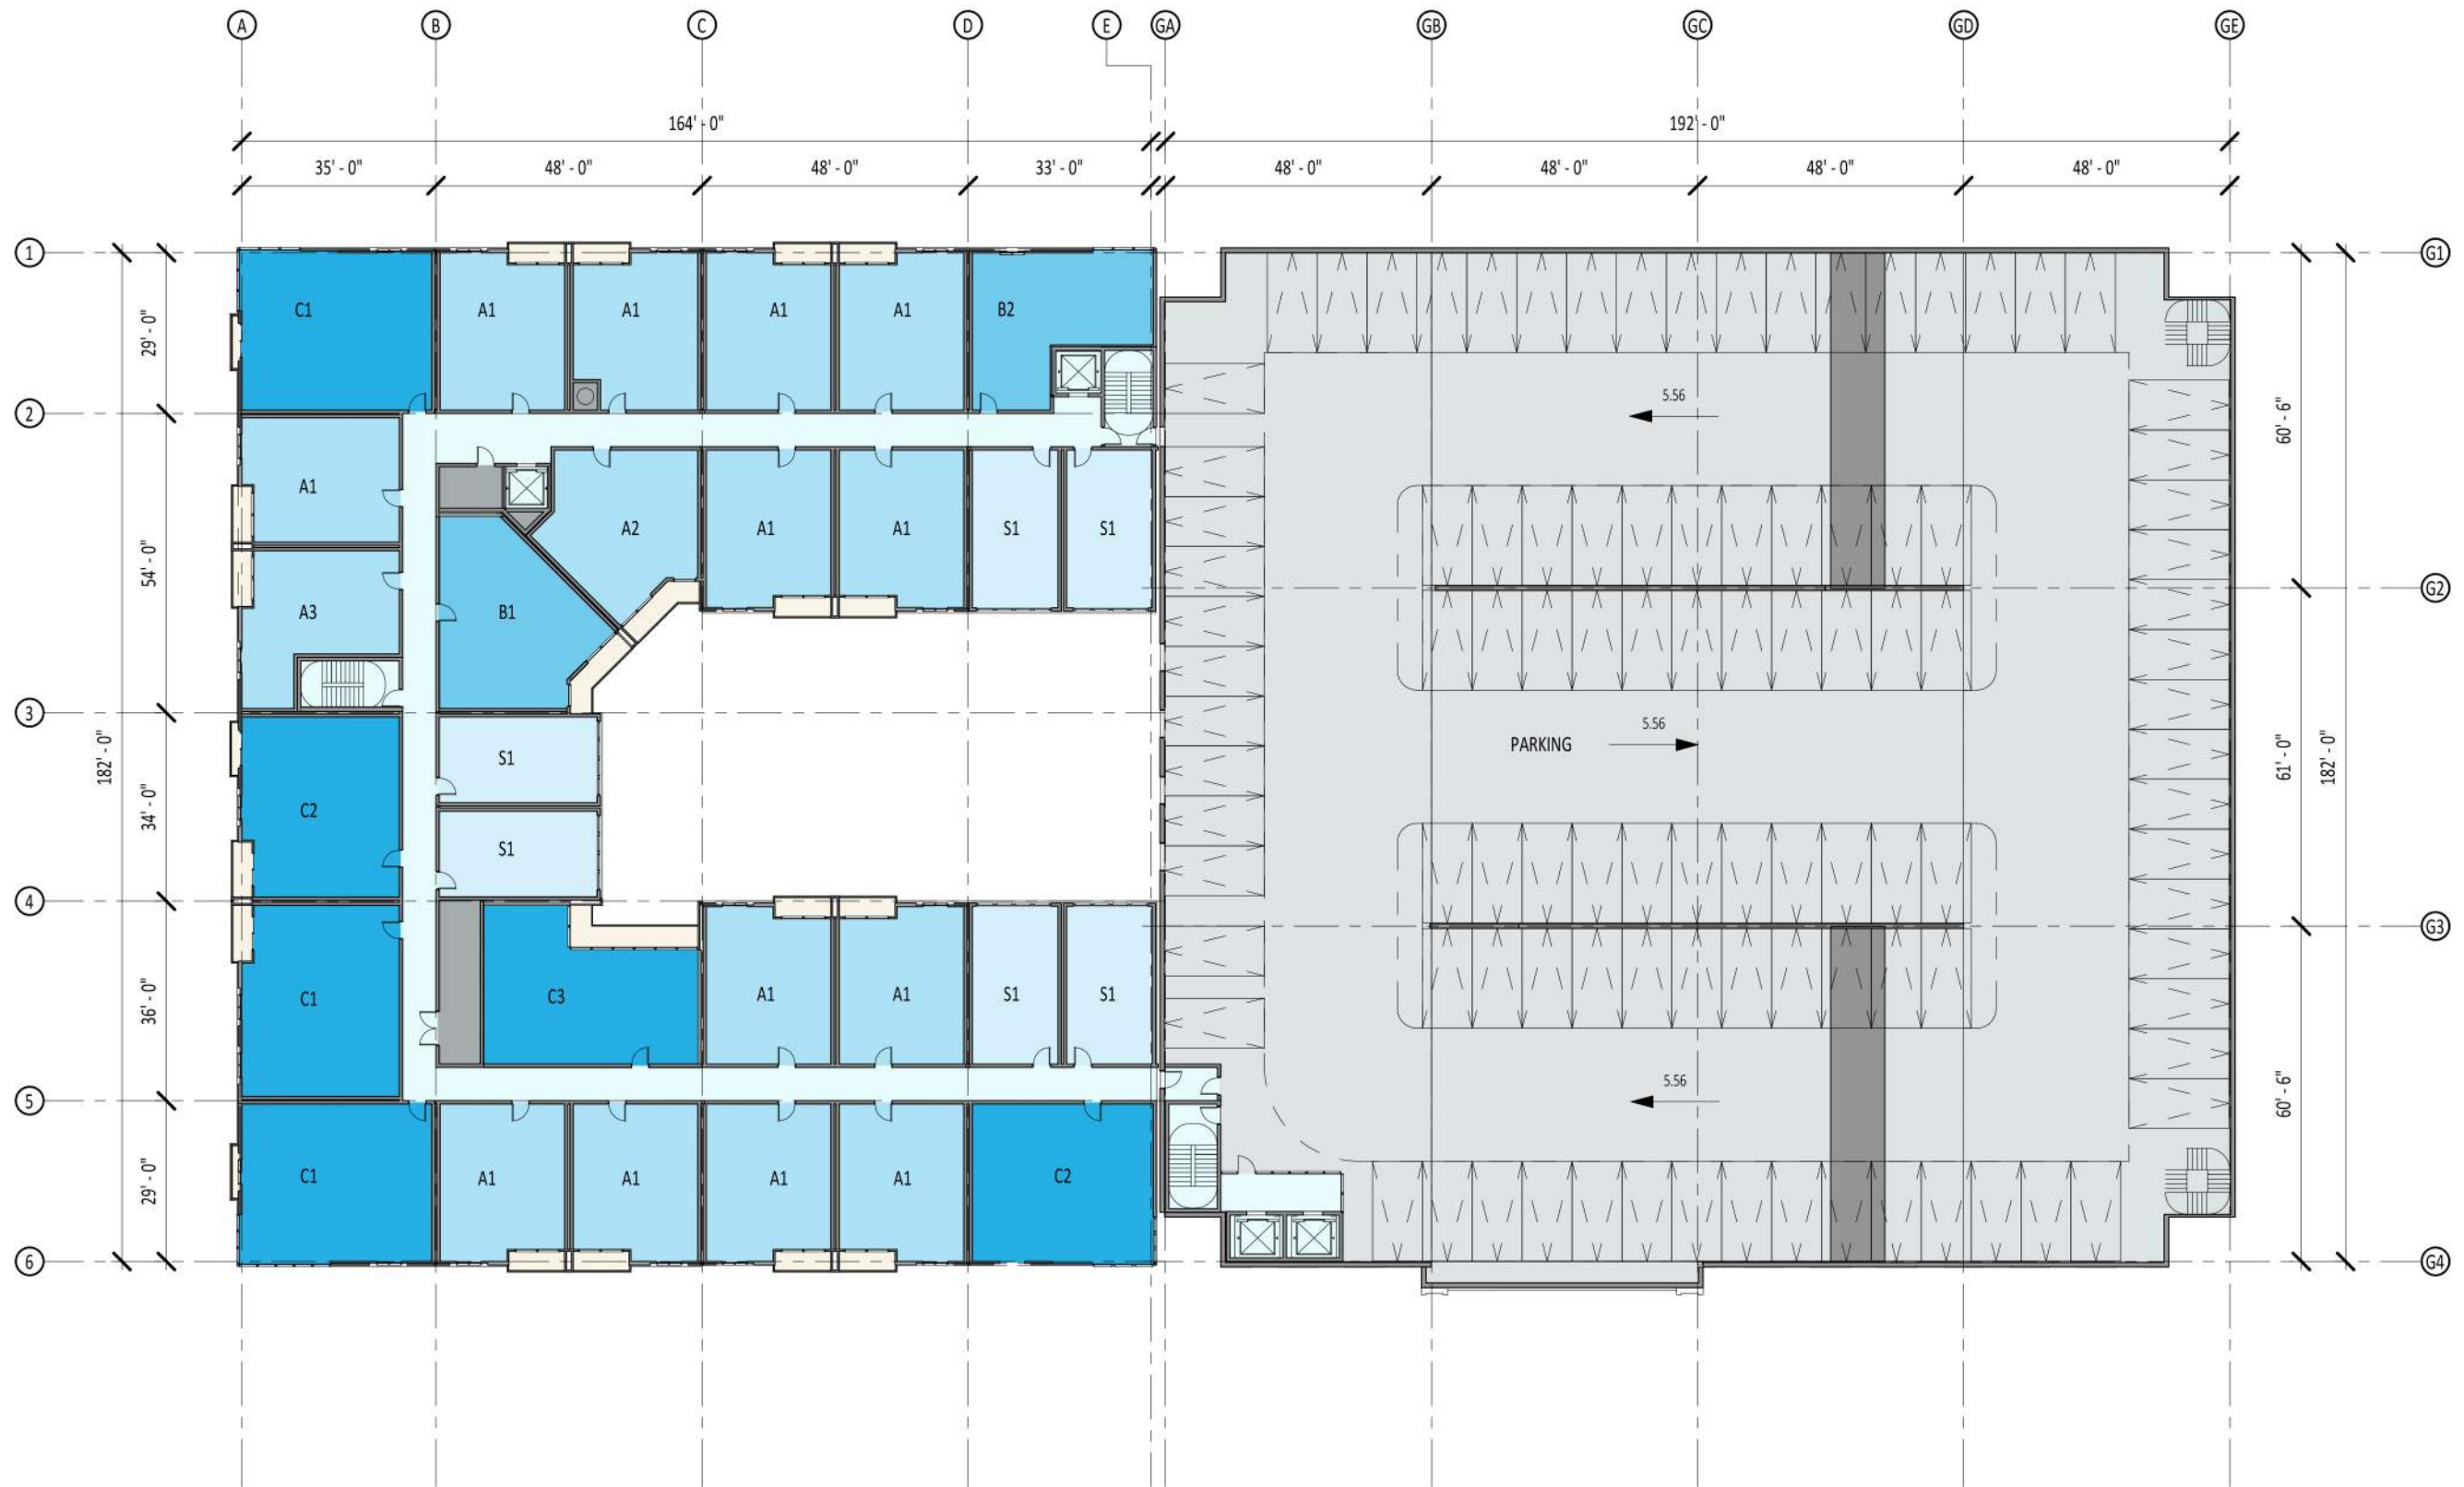 A B C D E GA GB GC GD GE
164' - 0" 192' - 0"
35' - 0" 48' - 0" 48' - 0" 33' - 0" 48' - 0" 48' - 0" 48' - 0" 48' - 0"
1 G1
C1 A1 A1 A1 A1 B2
29' - 0"
5.56
2
60' - 6"
A1
A2 A1 A1 S1 S1
54' - 0"
G2
A3 B1
3
5.56
PARKING
S1
182' - 0" 61' - 0" 182' - 0"
34' - 0"
C2
S1
4
G3
C1 C3 A1 A1 S1 S1
36' - 0"
5.56
5
60' - 6"
C1 A1 A1 A1 A1 C2
29' - 0"
6 G4